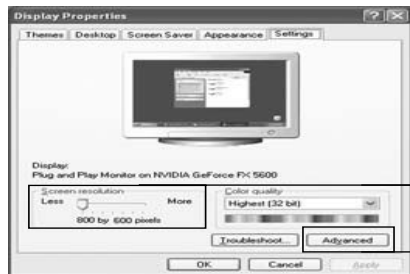 Display Properties
Themes Desktop Screen Saver Appearance Settings
Display:
Plug and Play Monitor on NVIDIA GeForce FX 5600
Screen resolution
Less More
800 by 600 pixels
Color quality
Highest (32 bit)
Troubleshoot... Advanced
OK Cancel Apply